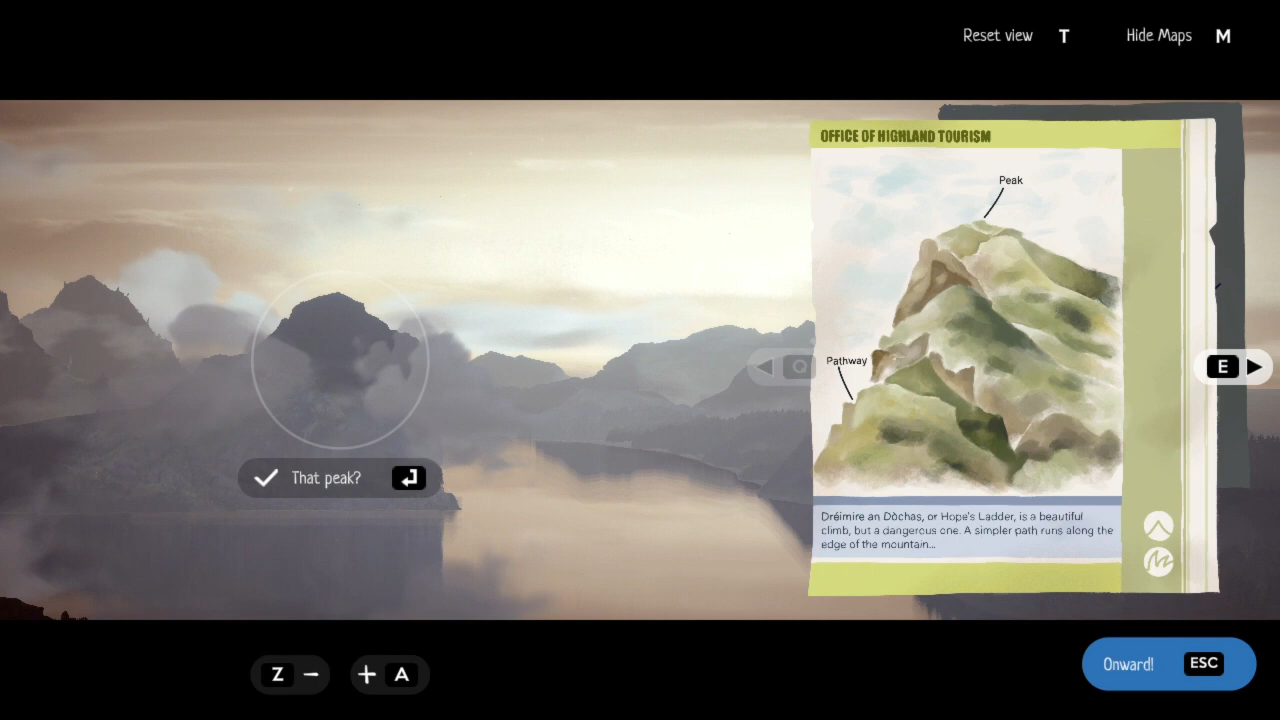 Reset view T Hide Maps M
OFFICE OF HIGHLAND TOURISM
Peak
Pathway
Q
E
That peak?
Dréimire an Dòchas, or Hope's Ladder, is a beautiful
climb, but a dangerous one. A simpler path runs along the
edge of the mountain...
Z − + A
Onward! ESC